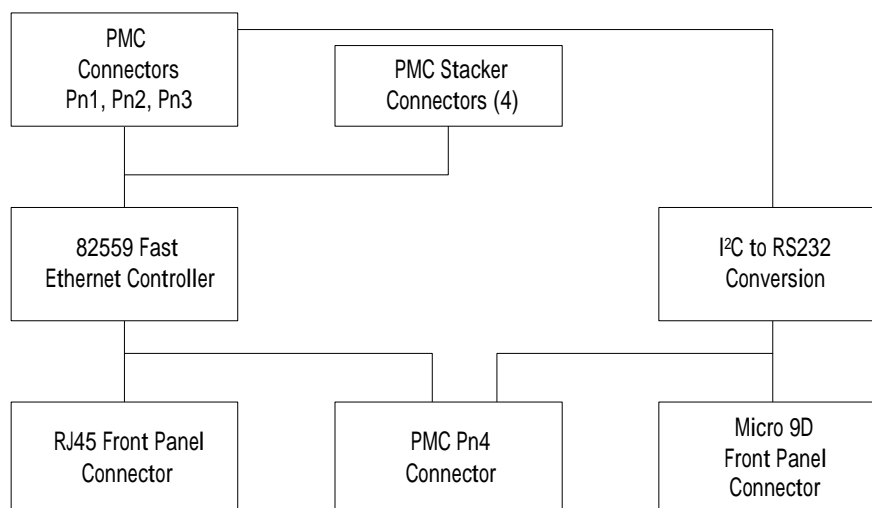 PMC
Connectors
Pn1, Pn2, Pn3
PMC Stacker
Connectors (4)
82559 Fast
Ethernet Controller
I²C to RS232
Conversion
RJ45 Front Panel
Connector
PMC Pn4
Connector
Micro 9D
Front Panel
Connector